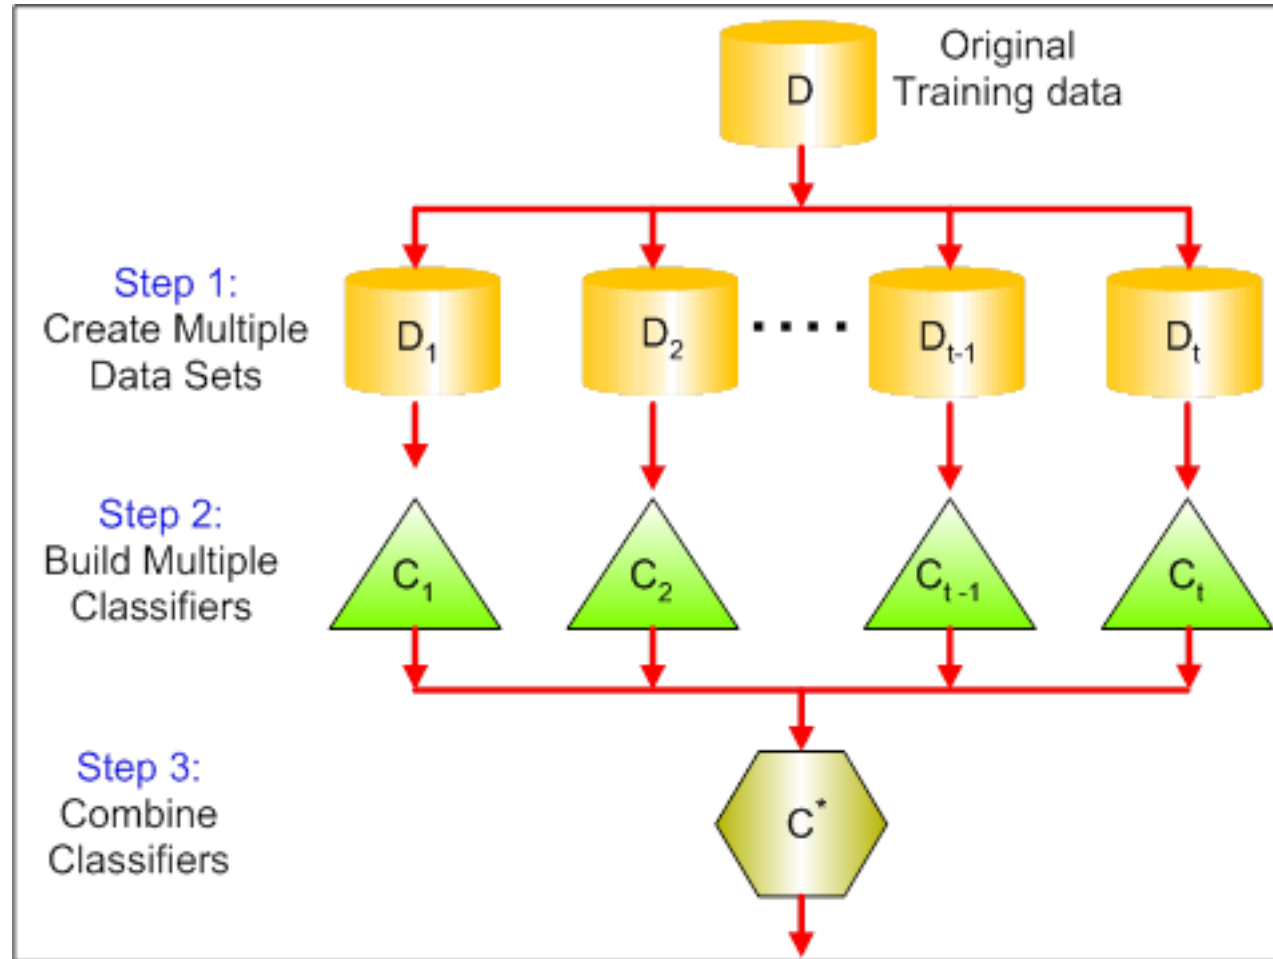 D
Original
Training data
Step 1:
Create Multiple
Data Sets
D₁
D₂
....
Dₜ₋₁
Dₜ
Step 2:
Build Multiple
Classifiers
C₁
C₂
Cₜ₋₁
Cₜ
Step 3:
Combine
Classifiers
C*